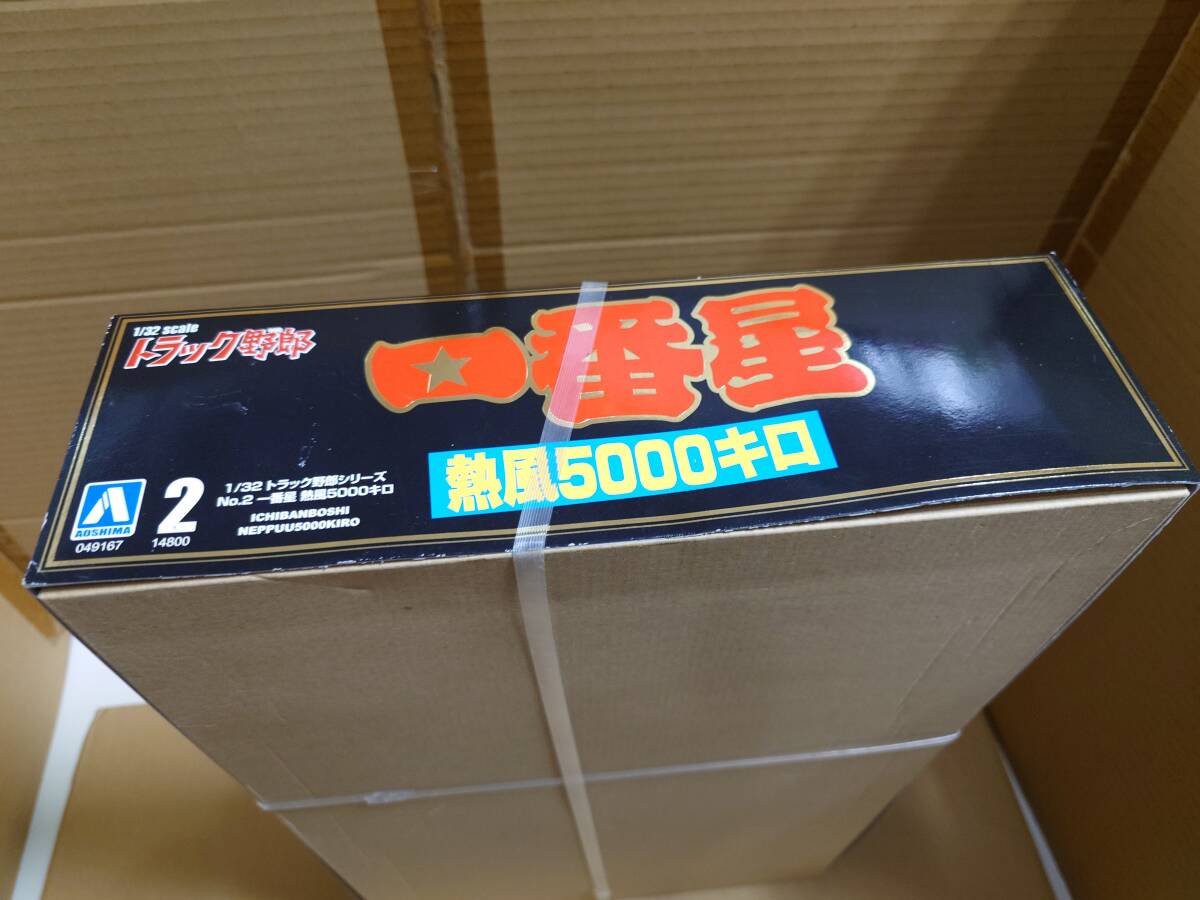 1/32 scale
トラック野郎
一番星
熱風5000キロ
AOSHIMA
049167
2
14800
1/32 トラック野郎シリーズ
No.2 一番星 熱風5000キロ
ICHIBANBOSHI
NEPPUU5000KIRO